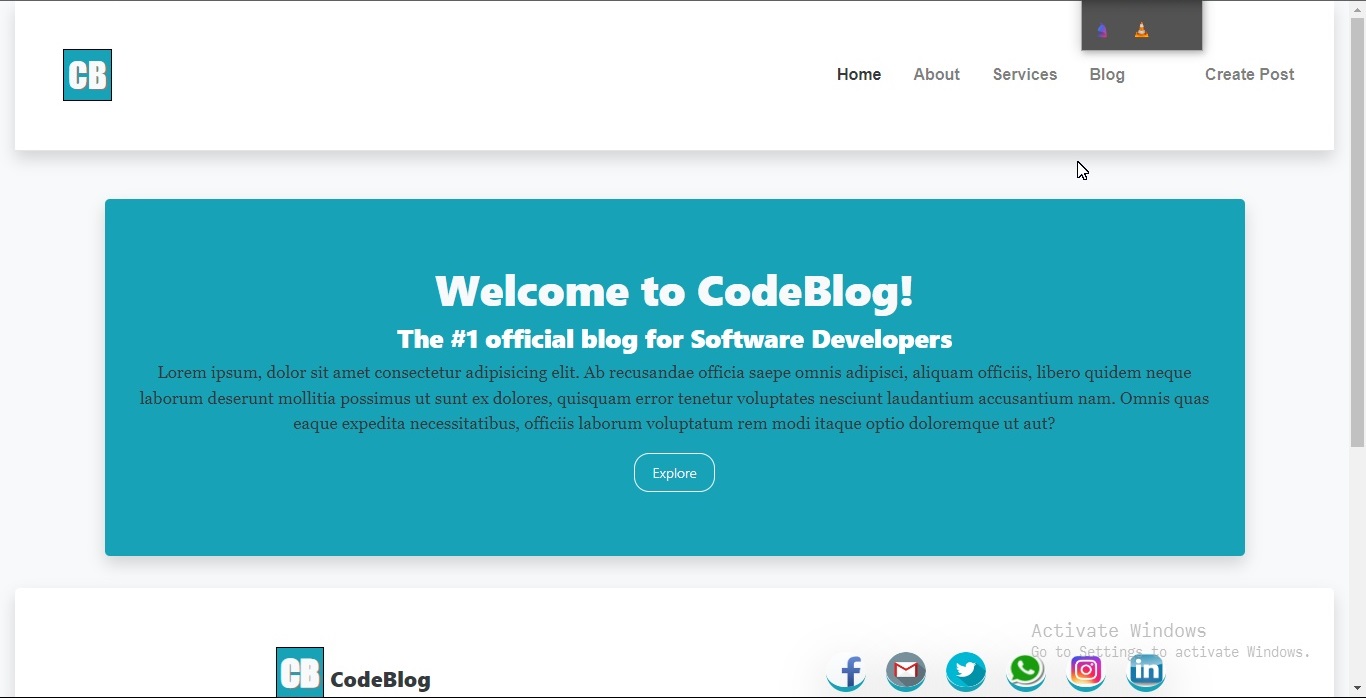 CB
Home About Services Blog Create Post
Welcome to CodeBlog!
The #1 official blog for Software Developers
Lorem ipsum, dolor sit amet consectetur adipisicing elit. Ab recusandae officia saepe omnis adipisci, aliquam officiis, libero quidem neque
laborum deserunt mollitia possimus ut sunt ex dolores, quisquam error tenetur voluptates nesciunt laudantium accusantium nam. Omnis quas
eaque expedita necessitatibus, officiis laborum voluptatum rem modi itaque optio doloremque ut aut?
Explore
Activate Windows
Go to Settings to activate Windows.
CB CodeBlog
f in